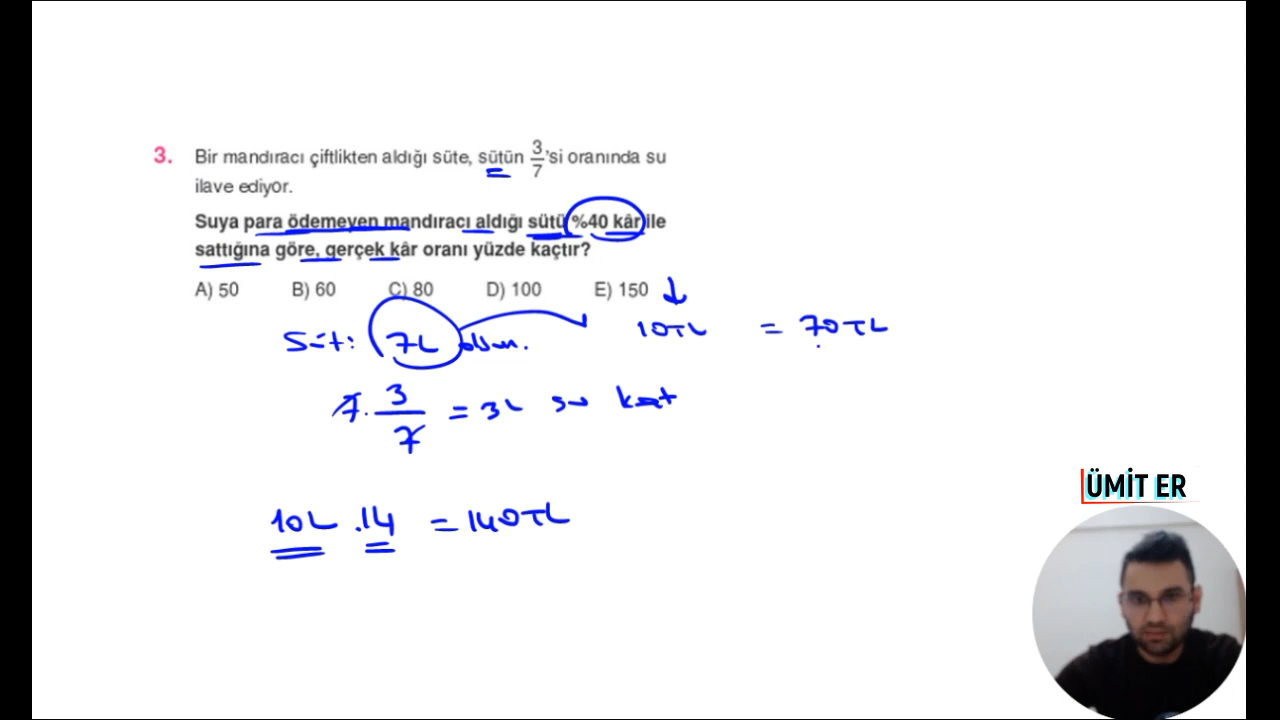 3. Bir mandıracı çiftlikten aldığı süte, sütün 3/7'si oranında su
ilave ediyor.
Suya para ödemeyen mandıracı aldığı sütü %40 kâr ile
sattığına göre, gerçek kâr oranı yüzde kaçtır?
A) 50 B) 60 C) 80 D) 100 E) 150
Süt: 7L olsun. 10TL = 70TL
7. 3/7 = 3L su kat
10L .14 = 140TL
ÜMİT ER